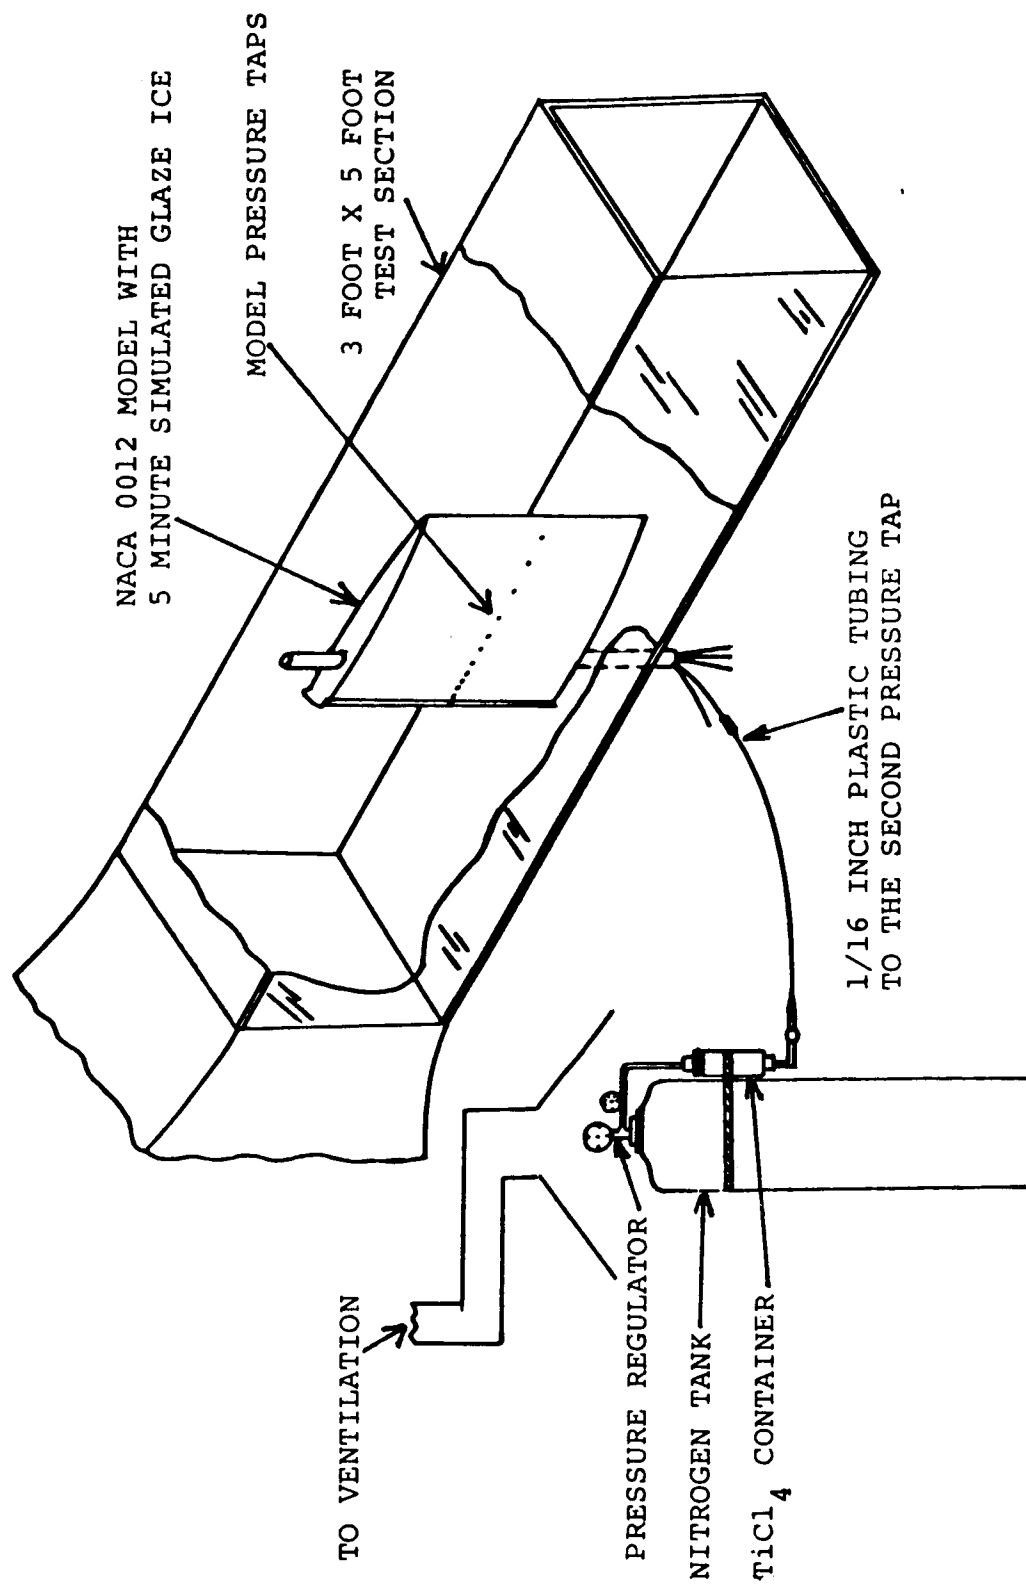 NACA 0012 MODEL WITH
5 MINUTE SIMULATED GLAZE ICE
MODEL PRESSURE TAPS
3 FOOT X 5 FOOT
TEST SECTION
TO VENTILATION
PRESSURE REGULATOR
NITROGEN TANK
TiCl4 CONTAINER
1/16 INCH PLASTIC TUBING
TO THE SECOND PRESSURE TAP